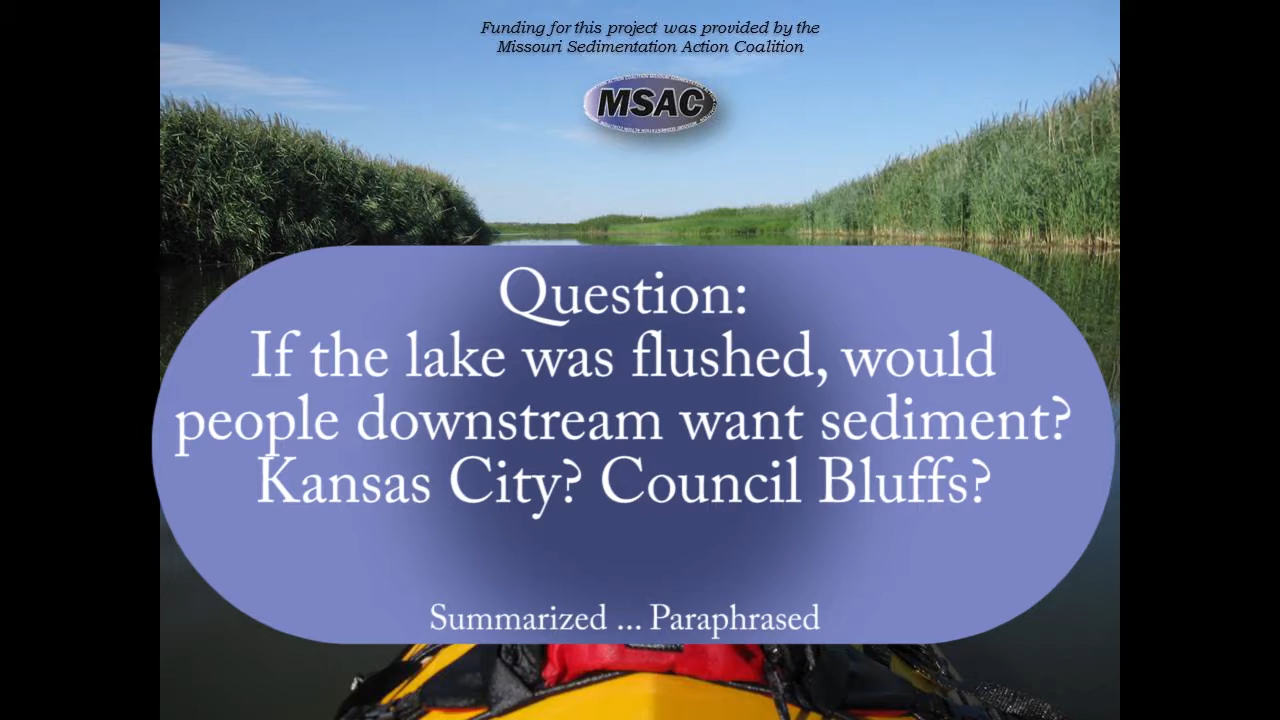 Funding for this project was provided by the
Missouri Sedimentation Action Coalition
MSAC
Question:
If the lake was flushed, would
people downstream want sediment?
Kansas City? Council Bluffs?
Summarized ... Paraphrased